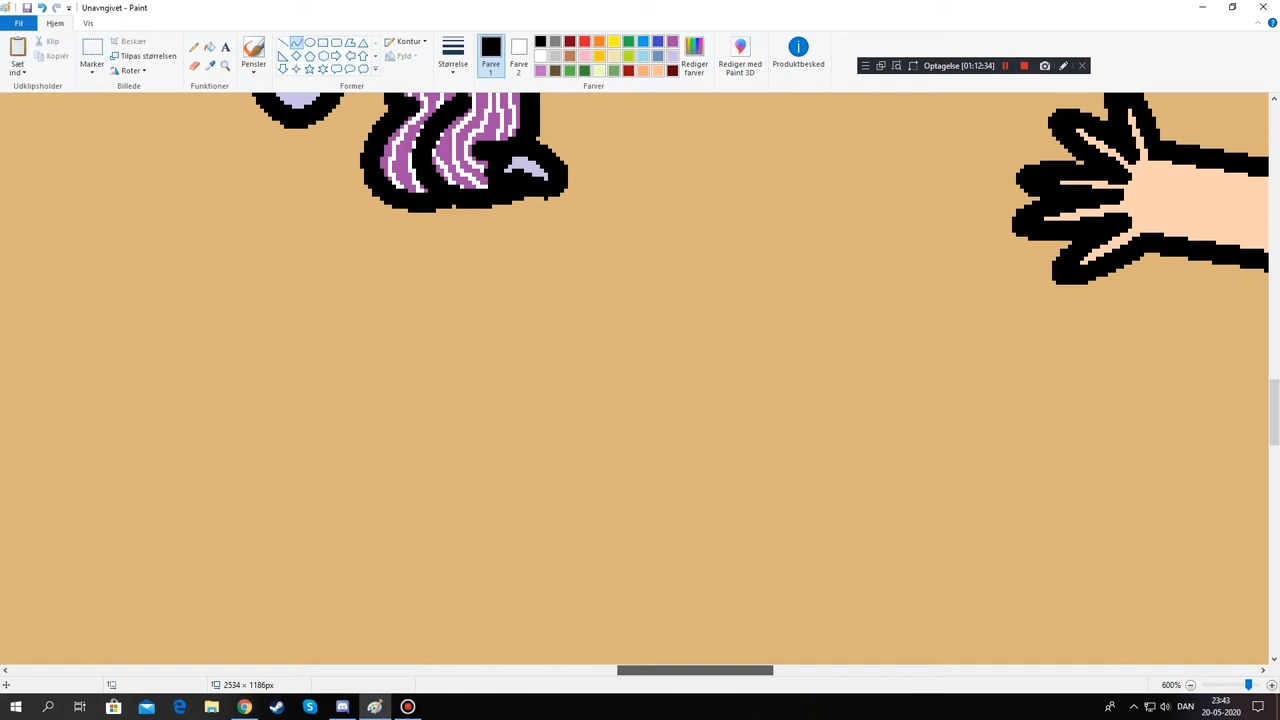 Unavngivet - Paint
Fil Hjem Vis
Sæt ind
Klip
Kopiér
Udklipsholder
Marker
Beskær
Tilpas størrelsen
Roter
Billede
A
Funktioner
Pensler
Kontur
Fyld
Former
Størrelse
Farve 1
Farve 2
Farver
Rediger farver
Rediger med Paint 3D
Produktbesked
Optagelse [01:12:34]
2534 × 1186px
600%
DAN
23:43
20-05-2020